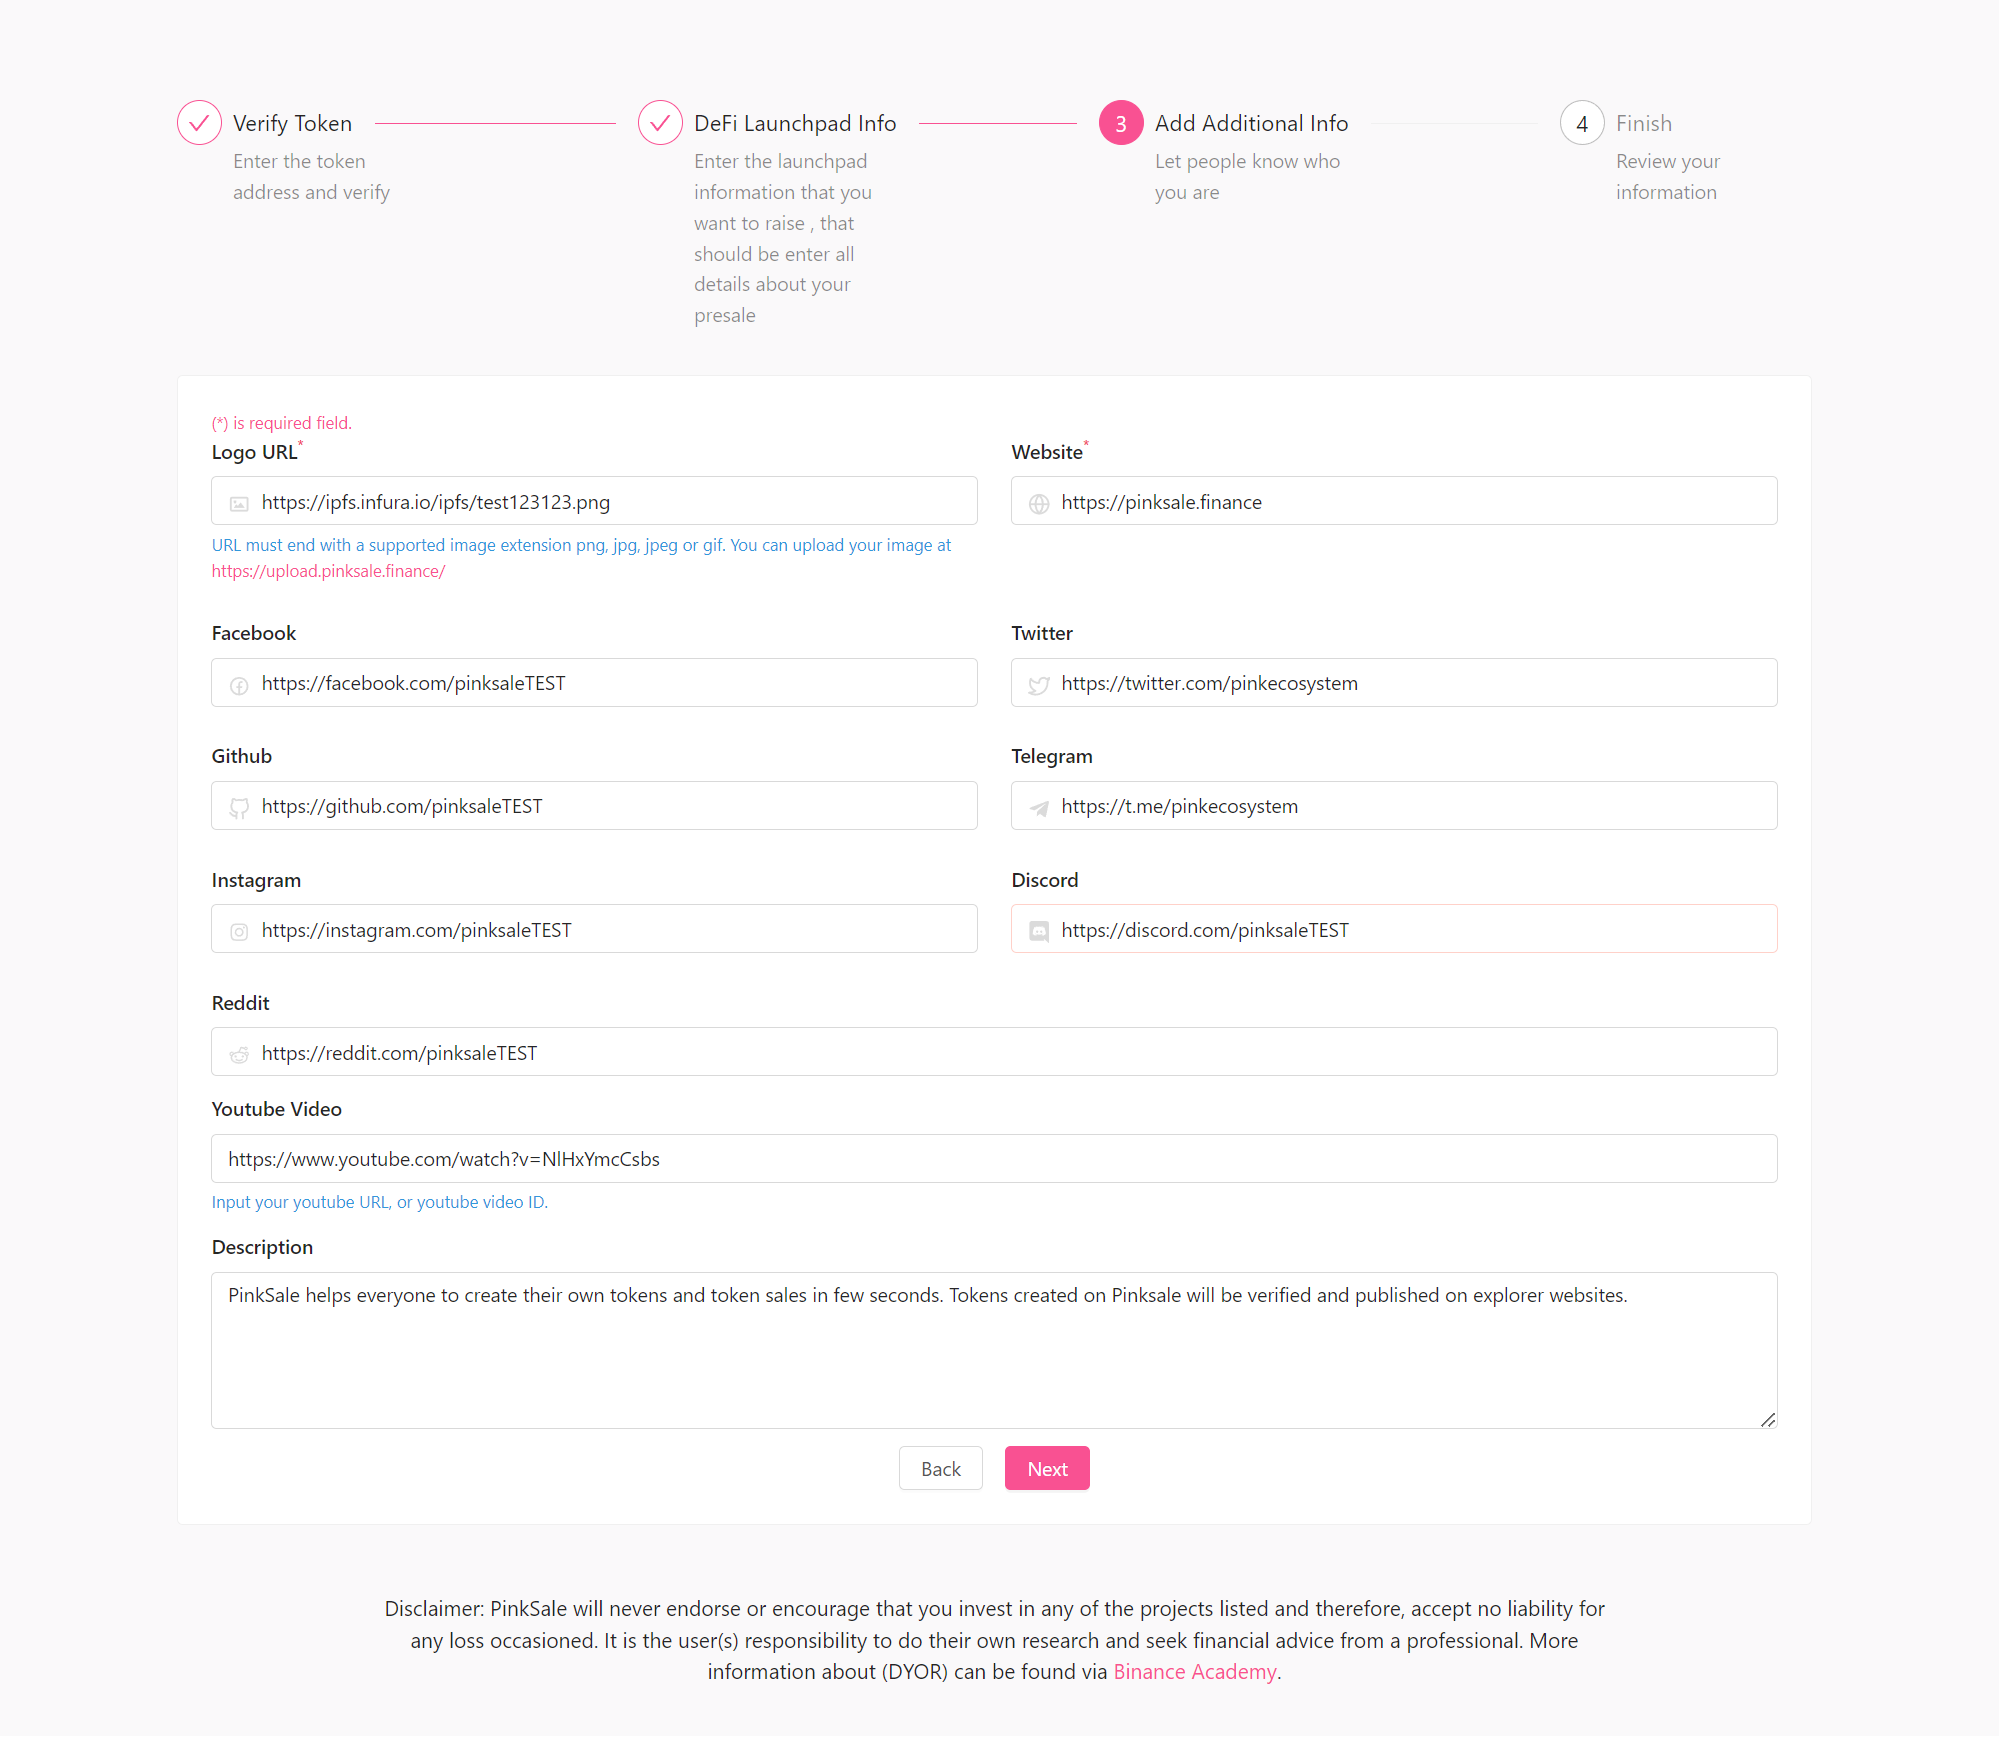 Verify Token
Enter the token
address and verify
DeFi Launchpad Info
Enter the launchpad
information that you
want to raise , that
should be enter all
details about your
presale
3
Add Additional Info
Let people know who
you are
4
Finish
Review your
information
(*) is required field.
Logo URL*
https://ipfs.infura.io/ipfs/test123123.png
URL must end with a supported image extension png, jpg, jpeg or gif. You can upload your image at
https://upload.pinksale.finance/
Website*
https://pinksale.finance
Facebook
https://facebook.com/pinksaleTEST
Twitter
https://twitter.com/pinkecosystem
Github
https://github.com/pinksaleTEST
Telegram
https://t.me/pinkecosystem
Instagram
https://instagram.com/pinksaleTEST
Discord
https://discord.com/pinksaleTEST
Reddit
https://reddit.com/pinksaleTEST
Youtube Video
https://www.youtube.com/watch?v=NlHxYmcCsbs
Input your youtube URL, or youtube video ID.
Description
PinkSale helps everyone to create their own tokens and token sales in few seconds. Tokens created on Pinksale will be verified and published on explorer websites.
Back
Next
Disclaimer: PinkSale will never endorse or encourage that you invest in any of the projects listed and therefore, accept no liability for
any loss occasioned. It is the user(s) responsibility to do their own research and seek financial advice from a professional. More
information about (DYOR) can be found via Binance Academy.